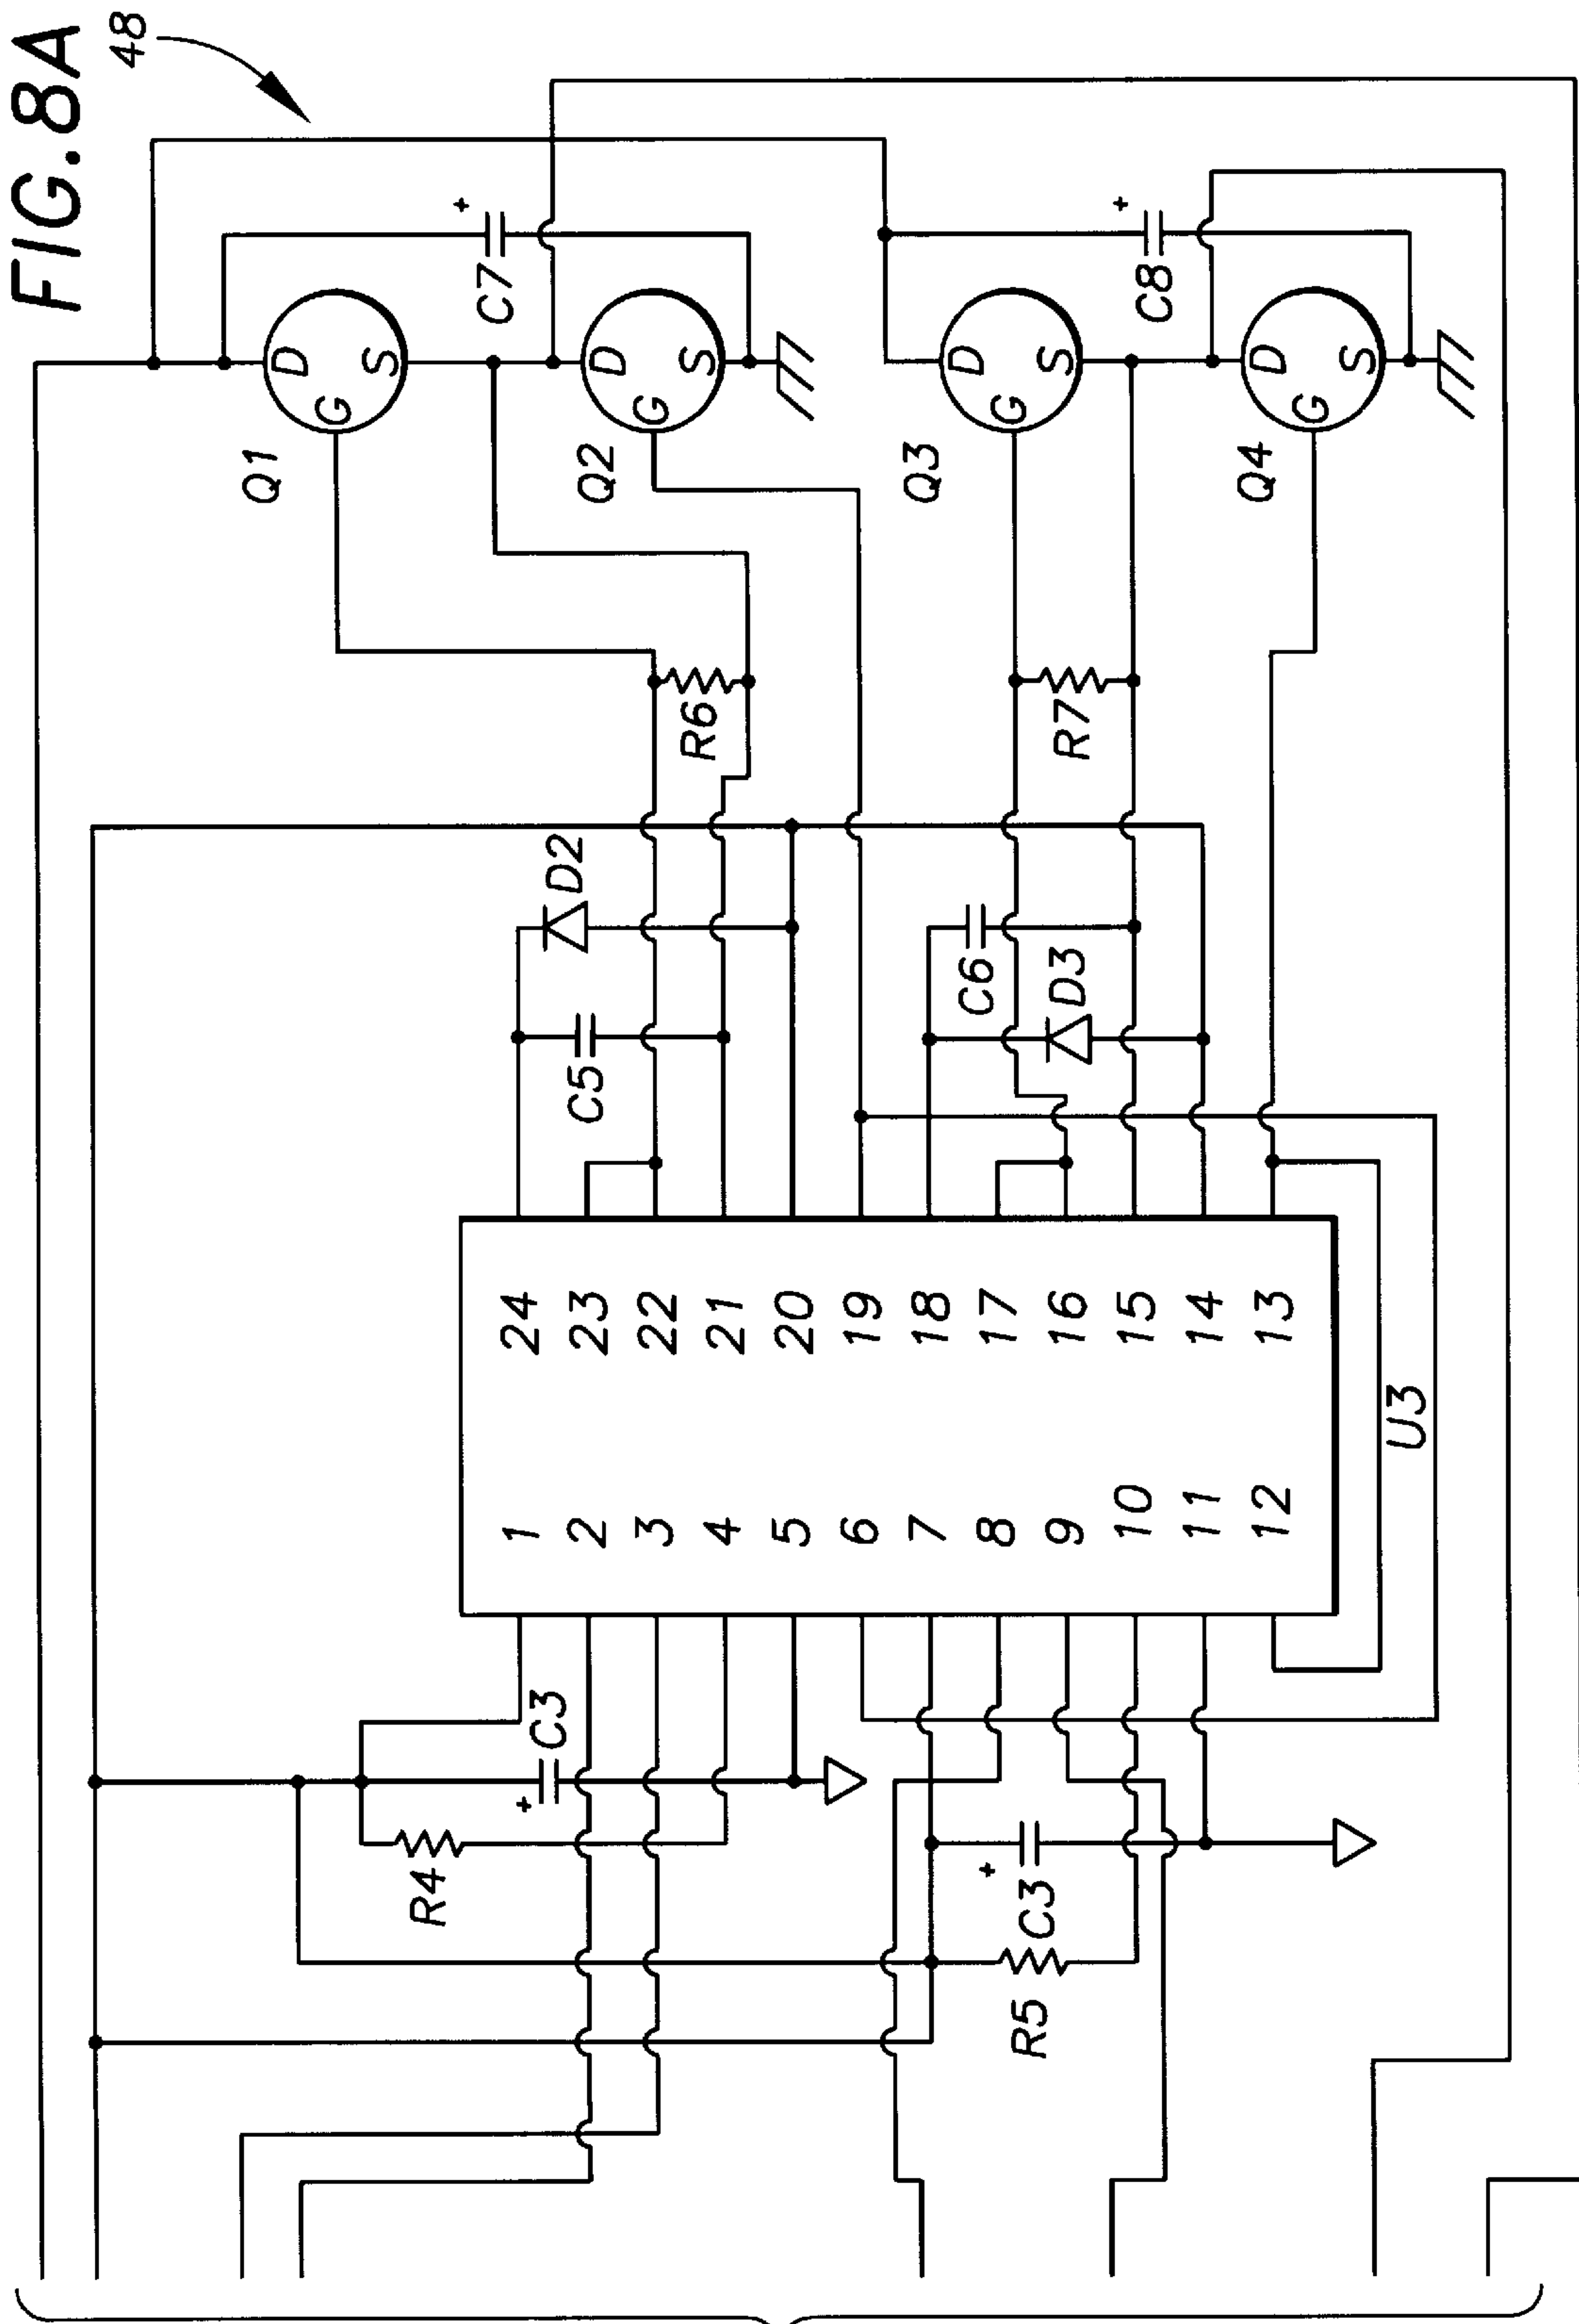 FIG.8A
48
Q1
D
G
S
C7
+
Q2
D
G
S
Q3
D
G
S
C8
+
Q4
D
G
S
R6
R7
D2
C5
C6
D3
1 24
2 23
3 22
4 21
5 20
6 19
7 18
8 17
9 16
10 15
11 14
12 13
U3
+
C3
R4
+
C3
R5